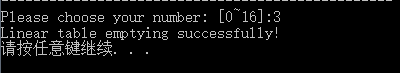 Please choose your number: [0~16]:3
Linear table emptying successfully!
请按任意键继续. . .